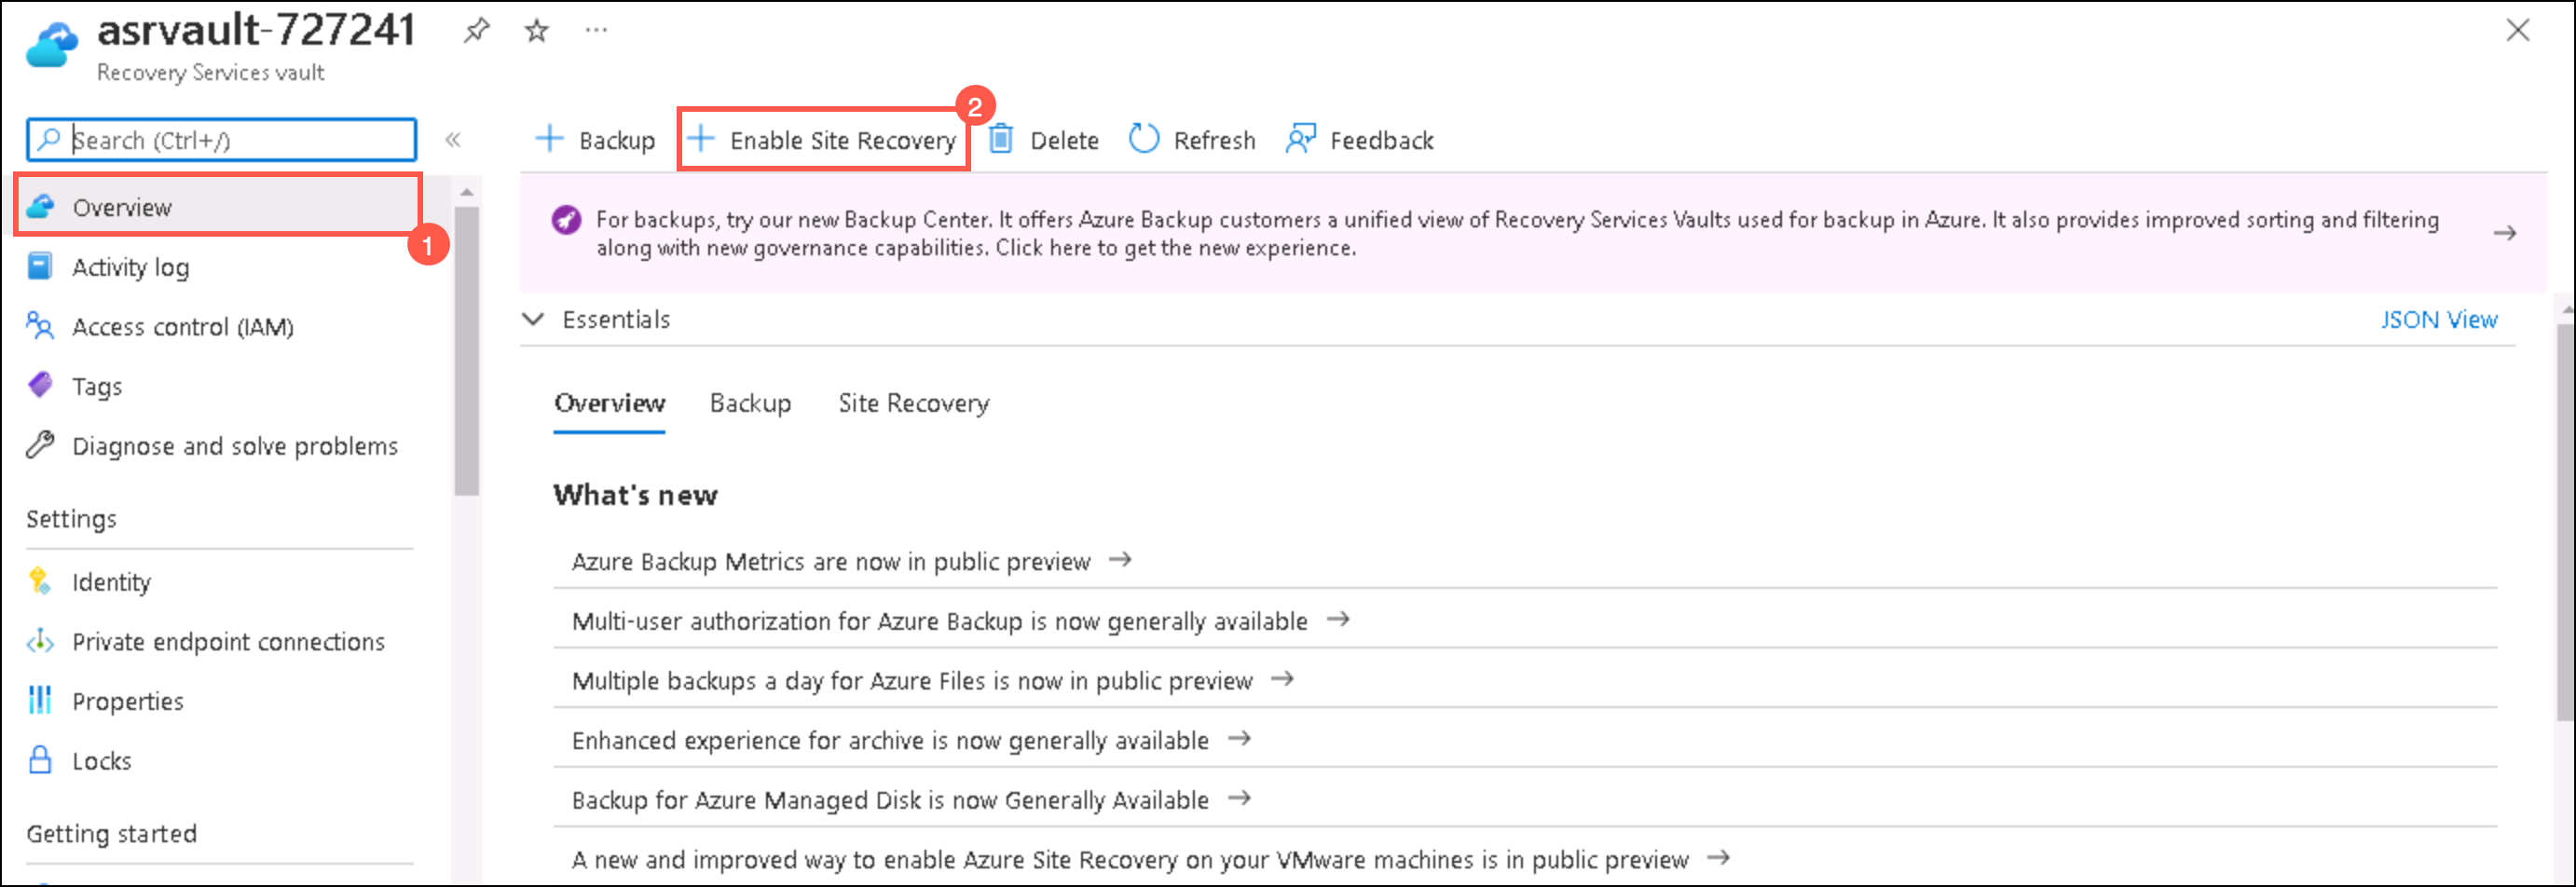 asrvault-727241
Recovery Services vault
Search (Ctrl+/)
Overview
1
Activity log
Access control (IAM)
Tags
Diagnose and solve problems
Settings
Identity
Private endpoint connections
Properties
Locks
Getting started
Backup
Enable Site Recovery
2
Delete
Refresh
Feedback
For backups, try our new Backup Center. It offers Azure Backup customers a unified view of Recovery Services Vaults used for backup in Azure. It also provides improved sorting and filtering
along with new governance capabilities. Click here to get the new experience.
Essentials
JSON View
Overview
Backup
Site Recovery
What's new
Azure Backup Metrics are now in public preview
Multi-user authorization for Azure Backup is now generally available
Multiple backups a day for Azure Files is now in public preview
Enhanced experience for archive is now generally available
Backup for Azure Managed Disk is now Generally Available
A new and improved way to enable Azure Site Recovery on your VMware machines is in public preview